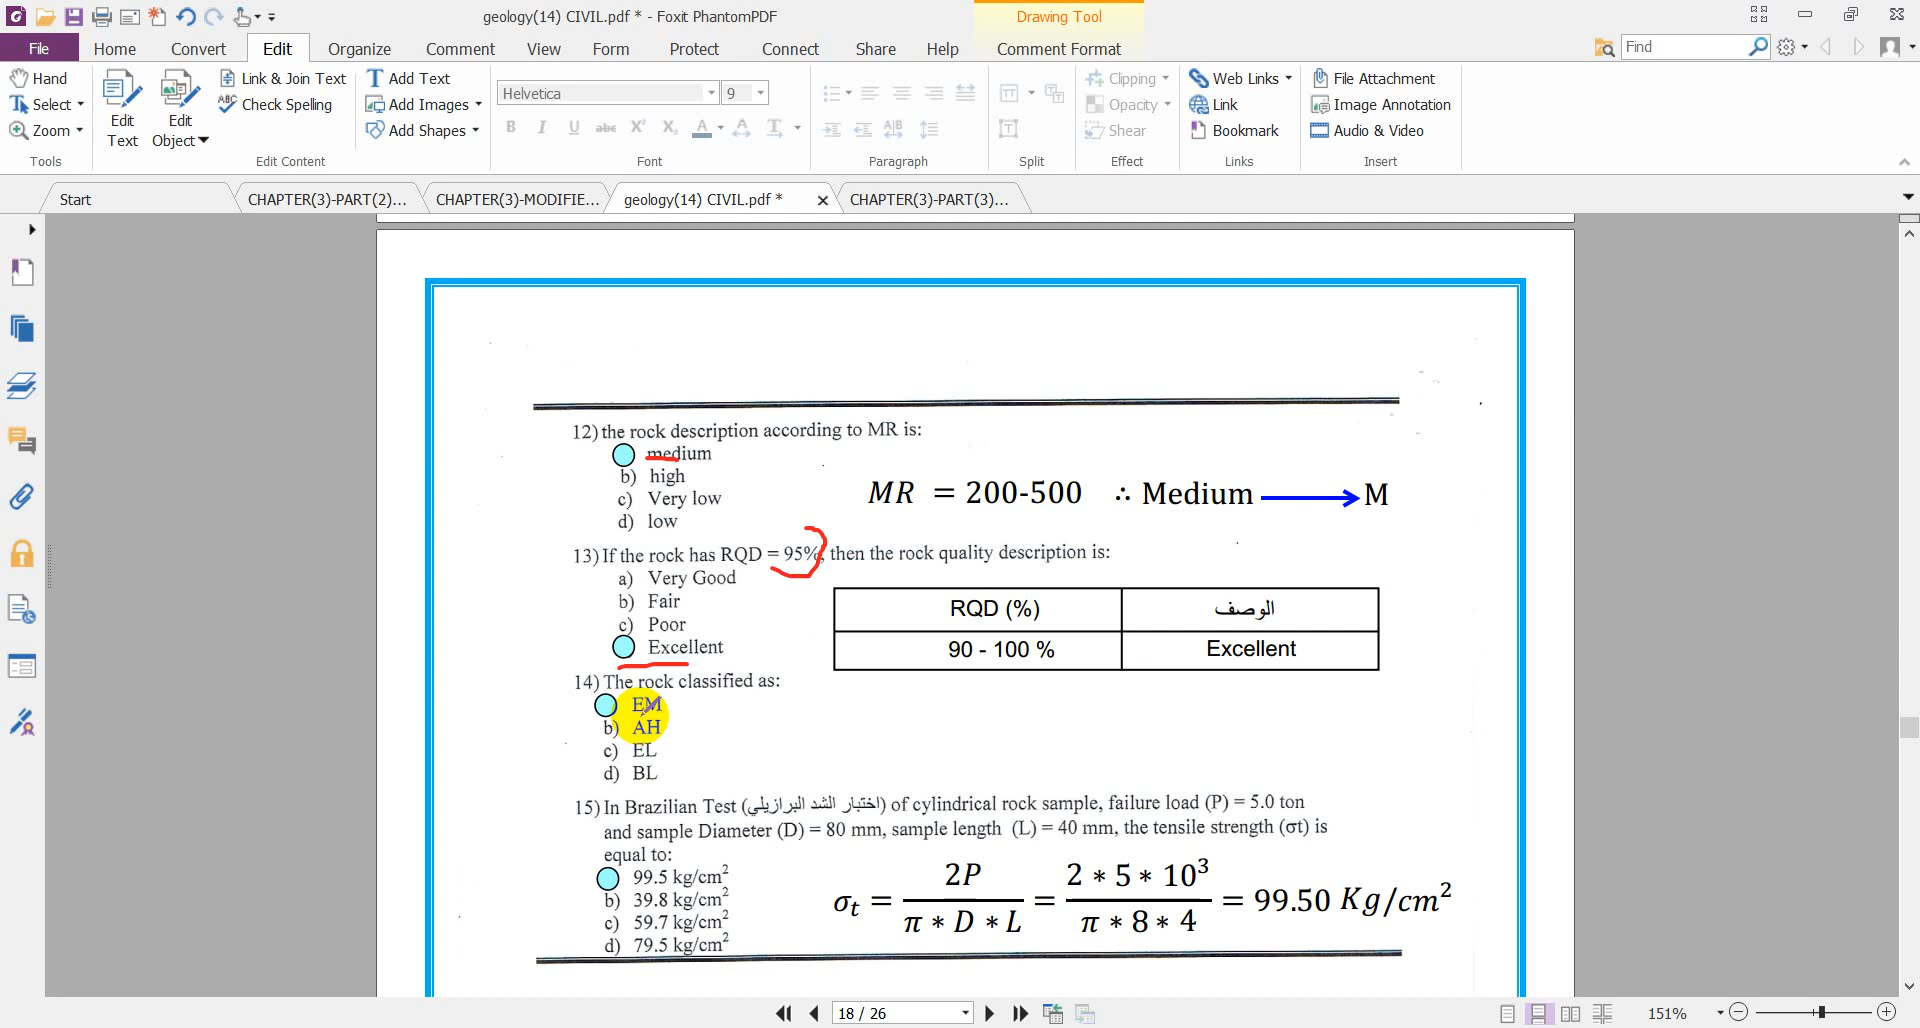 geology(14) CIVIL.pdf * - Foxit PhantomPDF
Drawing Tool
File Home Convert Edit Organize Comment View Form Protect Connect Share Help Comment Format Find
Hand
Select
Zoom
Tools
Edit Text
Edit Object
Link & Join Text
Check Spelling
Edit Content
Add Text
Add Images
Add Shapes
Helvetica 9
B I U abc X² X₂ A A T
Font
Paragraph
Split
Clipping
Opacity
Shear
Effect
Web Links
Link
Bookmark
Links
File Attachment
Image Annotation
Audio & Video
Insert
Start CHAPTER(3)-PART(2)... CHAPTER(3)-MODIFIE... geology(14) CIVIL.pdf * CHAPTER(3)-PART(3)...
12) the rock description according to MR is:
medium
b) high
c) Very low
d) low
MR = 200-500 ∴ Medium M
13) If the rock has RQD = 95%, then the rock quality description is:
a) Very Good
b) Fair
c) Poor
Excellent
RQD (%) الوصف
90 - 100 % Excellent
14) The rock classified as:
EM
b) AH
c) EL
d) BL
15) In Brazilian Test (اختبار الشد البرازيلي) of cylindrical rock sample, failure load (P) = 5.0 ton
and sample Diameter (D) = 80 mm, sample length (L) = 40 mm, the tensile strength (σt) is
equal to:
99.5 kg/cm²
b) 39.8 kg/cm²
c) 59.7 kg/cm²
d) 79.5 kg/cm²
σt = 2P / π * D * L = 2 * 5 * 10³ / π * 8 * 4 = 99.50 Kg/cm²
18 / 26
151%